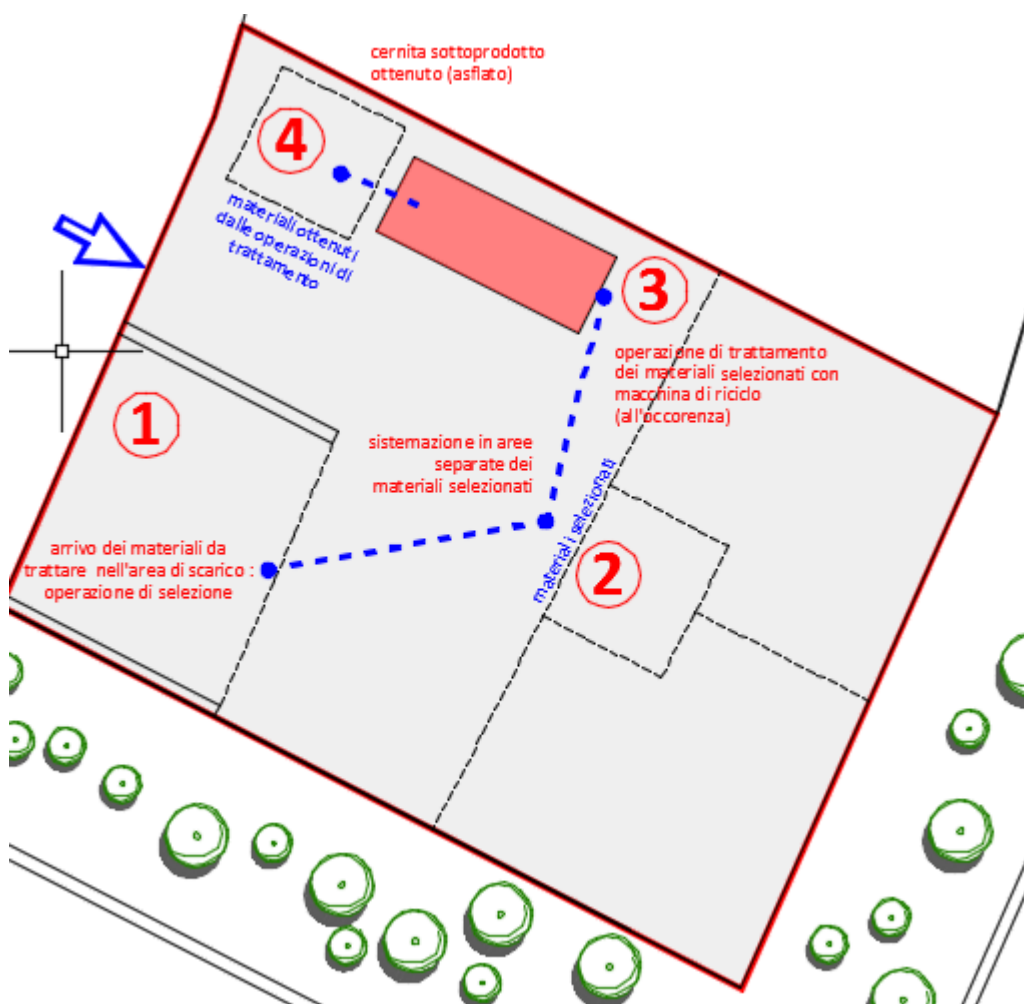 cernita sottoprodotto
ottenuto (asflato)
4
materiali ottenuti
dalle operazioni di
trattamento
3
operazione di trattamento
dei materiali selezionati con
macchina di riciclo
(all'occorenza)
1
sistemazione in aree
separate dei
materiali selezionati
materiali selezionati
2
arrivo dei materiali da
trattare nell'area di scarico :
operazione di selezione